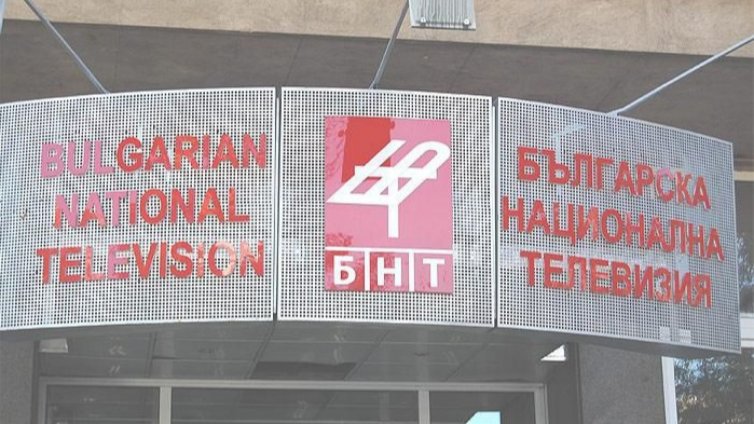 BULGARIAN
NATIONAL
TELEVISION
БНТ
БЪЛГАРСКА
НАЦИОНАЛНА
ТЕЛЕВИЗИЯ